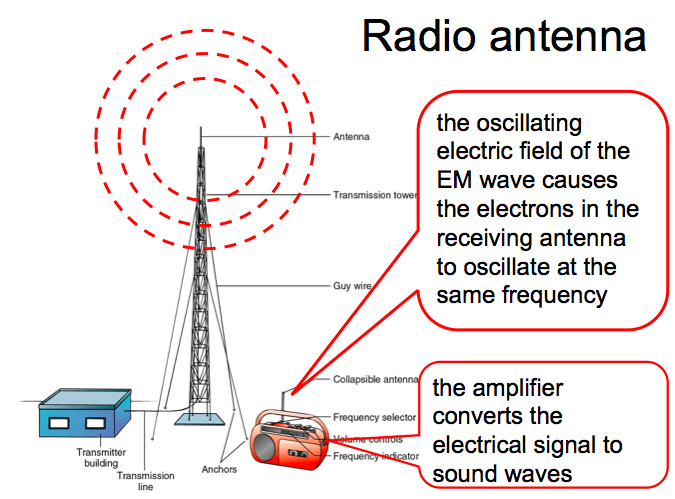 Radio antenna
the oscillating
electric field of the
EM wave causes
the electrons in the
receiving antenna
to oscillate at the
same frequency
Antenna
Transmission tower
Guy wire
Collapsible antenna
Frequency selector
Volume controls
Frequency indicator
the amplifier
converts the
electrical signal to
sound waves
Transmitter
building
Transmission
line
Anchors